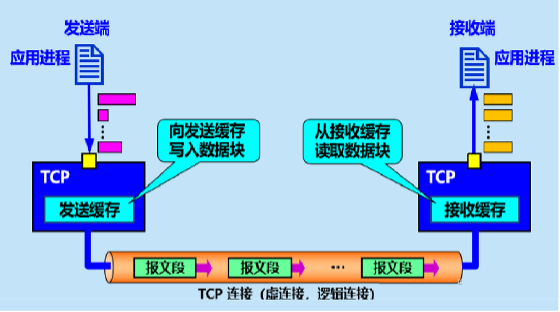 发送端
接收端
应用进程
应用进程
向发送缓存
写入数据块
从接收缓存
读取数据块
TCP
TCP
发送缓存
接收缓存
报文段
报文段
…
报文段
TCP 连接（虚连接，逻辑连接）